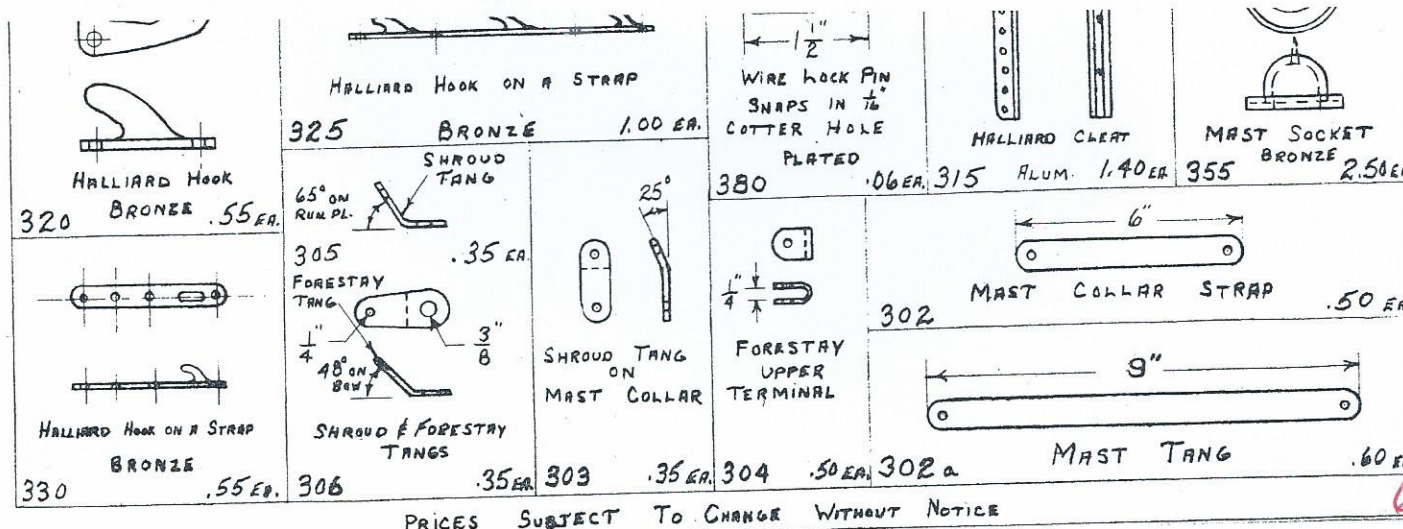 HALLIARD HOOK
BRONZE
320 .55 EA.
HALLIARD HOOK ON A STRAP
325 BRONZE 1.00 EA.
1 1/2"
WIRE LOCK PIN
SNAPS IN 1/16"
COTTER HOLE
PLATED
380 .06 EA.
HALLIARD CLEAT
315 ALUM. 1.40 EA
MAST SOCKET
BRONZE
355 2.50 EA
HALLIARD HOOK ON A STRAP
BRONZE
330 .55 EA.
SHROUD
TANG
65° ON
RUN. PL.
305 .35 EA.
FORESTAY
TANG
1/4"
3/8"
48° ON
BOW
SHROUD & FORESTAY
TANGS
306 .35 EA
25°
SHROUD TANG
ON
MAST COLLAR
303 .35 EA.
1/4"
FORESTAY
UPPER
TERMINAL
304 .50 EA.
6"
MAST COLLAR STRAP
302 .50 EA
9"
MAST TANG
302a .60 E
PRICES SUBJECT TO CHANGE WITHOUT NOTICE